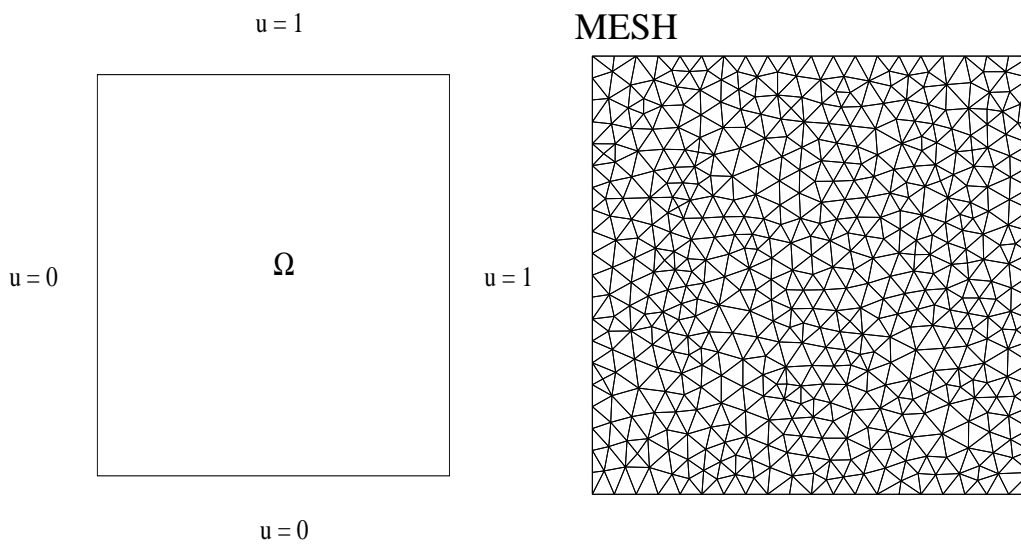 u = 1
MESH
u = 0
Ω
u = 1
u = 0